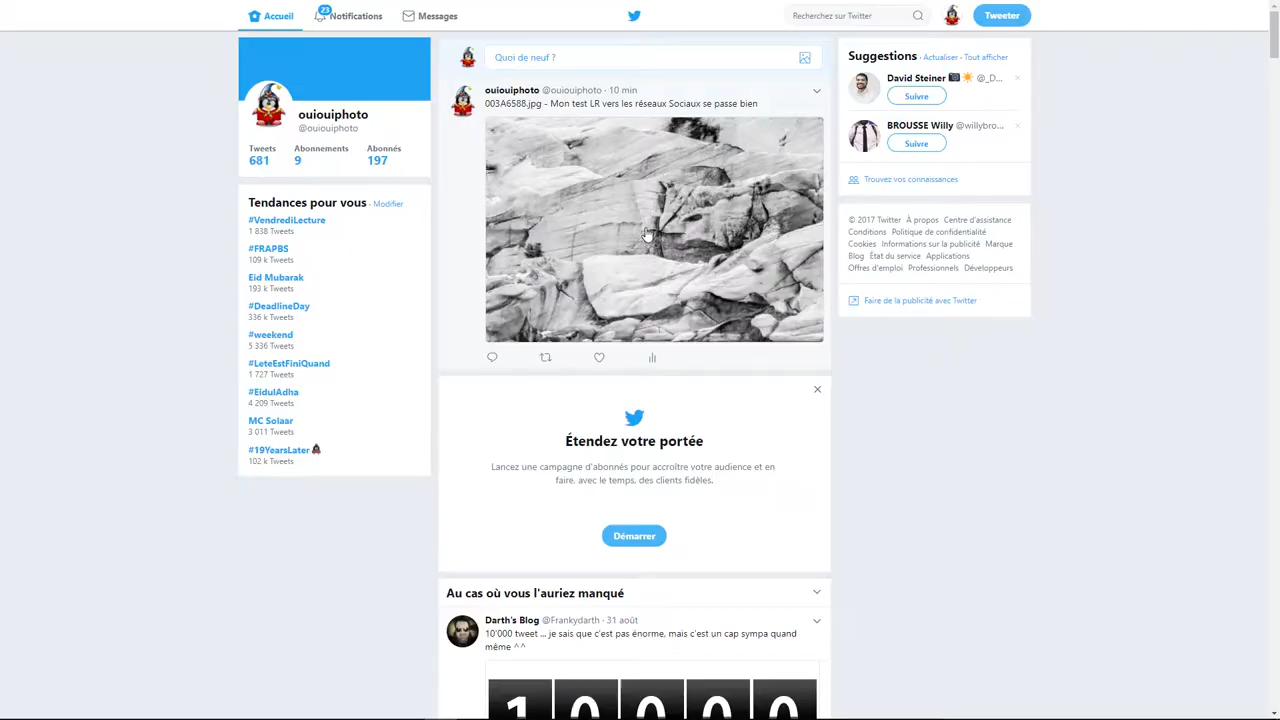 Accueil
23
Notifications
Messages
Recherchez sur Twitter
Tweeter
ouiouiphoto
@ouiouiphoto
Tweets
Abonnements
Abonnés
681
9
197
Tendances pour vous · Modifier
#VendrediLecture
1 838 Tweets
#FRAPBS
109 k Tweets
Eid Mubarak
193 k Tweets
#DeadlineDay
336 k Tweets
#weekend
5 336 Tweets
#LeteEstFiniQuand
1 727 Tweets
#EidulAdha
4 209 Tweets
MC Solaar
3 011 Tweets
#19YearsLater
102 k Tweets
Quoi de neuf ?
ouiouiphoto @ouiouiphoto · 10 min
003A6588.jpg - Mon test LR vers les réseaux Sociaux se passe bien
Étendez votre portée
Lancez une campagne d'abonnés pour accroître votre audience et en
faire, avec le temps, des clients fidèles.
Démarrer
Au cas où vous l'auriez manqué
Darth's Blog @Frankydarth · 31 août
10'000 tweet ... je sais que c'est pas énorme, mais c'est un cap sympa quand
même ^^
1 0 0 0 0
Suggestions · Actualiser · Tout afficher
David Steiner @_D...
Suivre
BROUSSE Willy @willybro...
Suivre
Trouvez vos connaissances
© 2017 Twitter À propos Centre d'assistance
Conditions Politique de confidentialité
Cookies Informations sur la publicité Marque
Blog État du service Applications
Offres d'emploi Professionnels Développeurs
Faire de la publicité avec Twitter